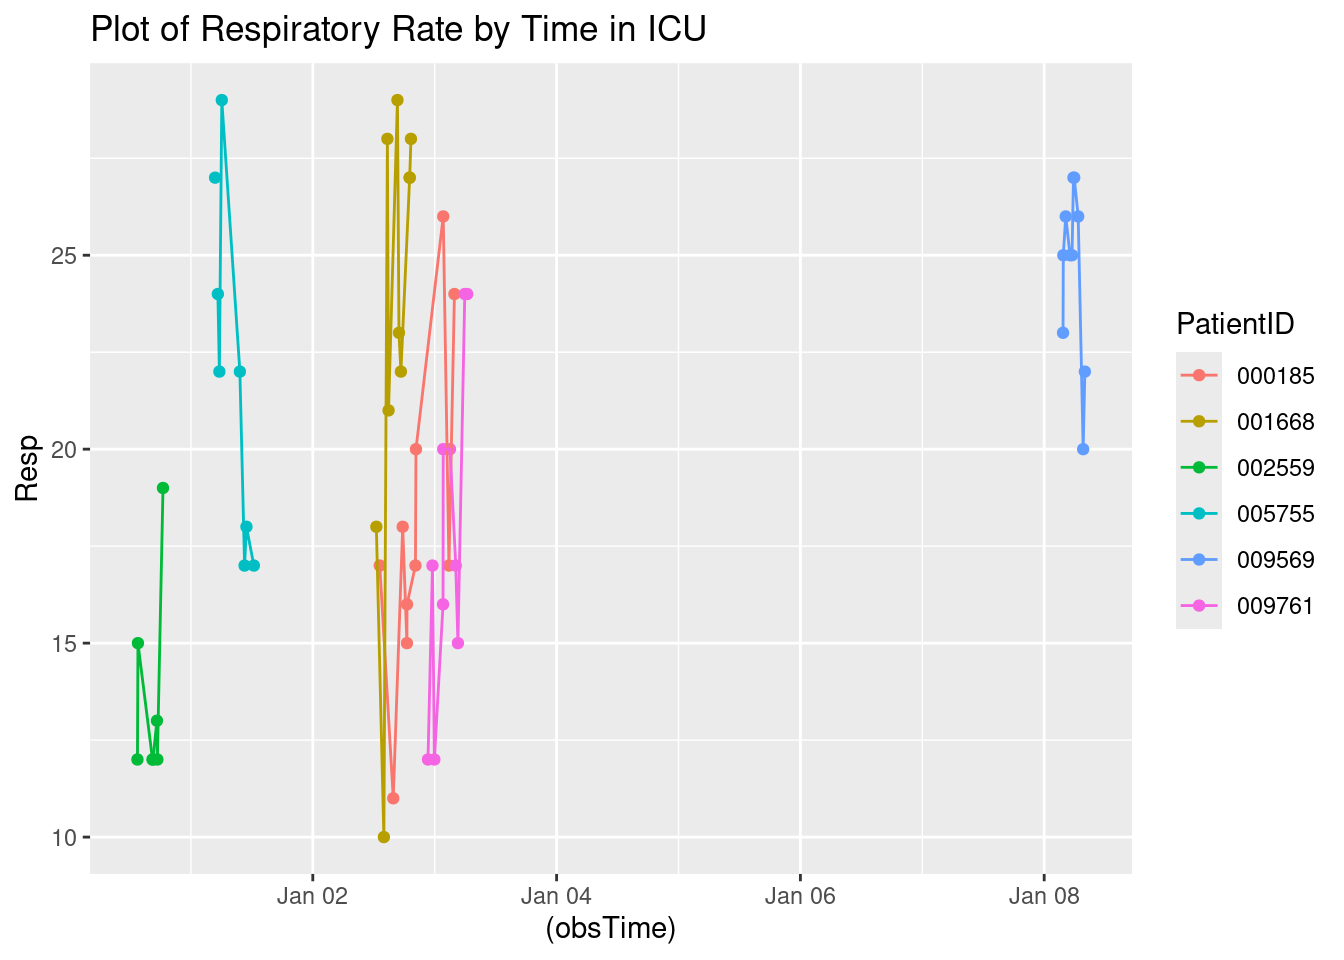 Plot of Respiratory Rate by Time in ICU
Resp
25
20
15
10
Jan 02
Jan 04
Jan 06
Jan 08
(obsTime)
PatientID
000185
001668
002559
005755
009569
009761